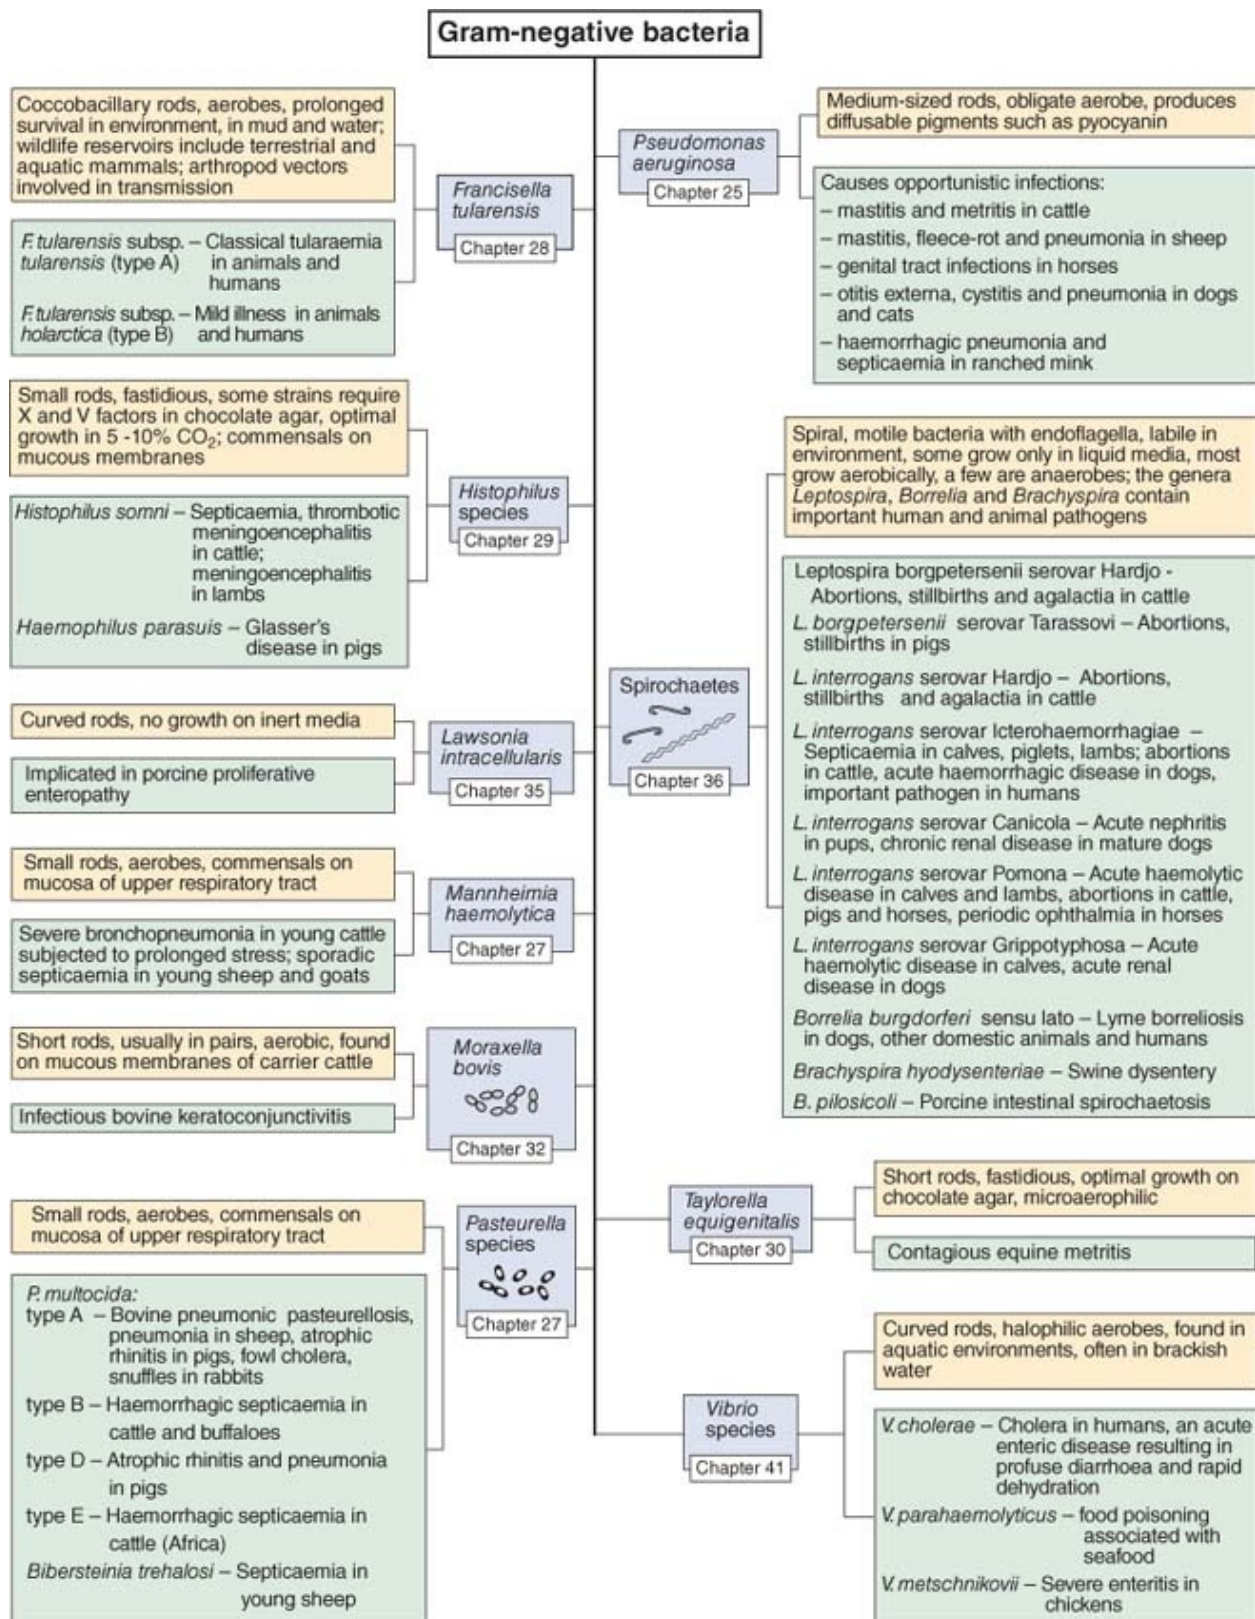 Gram-negative bacteria
Coccobacillary rods, aerobes, prolonged
survival in environment, in mud and water;
wildlife reservoirs include terrestrial and
aquatic mammals; arthropod vectors
involved in transmission
Francisella
tularensis
Chapter 28
F. tularensis subsp. – Classical tularaemia
tularensis (type A) in animals and
humans
F. tularensis subsp. – Mild illness in animals
holarctica (type B) and humans
Small rods, fastidious, some strains require
X and V factors in chocolate agar, optimal
growth in 5 -10% CO₂; commensals on
mucous membranes
Histophilus
species
Chapter 29
Histophilus somni – Septicaemia, thrombotic
meningoencephalitis
in cattle;
meningoencephalitis
in lambs
Haemophilus parasuis – Glasser's
disease in pigs
Curved rods, no growth on inert media
Lawsonia
intracellularis
Chapter 35
Implicated in porcine proliferative
enteropathy
Small rods, aerobes, commensals on
mucosa of upper respiratory tract
Mannheimia
haemolytica
Chapter 27
Severe bronchopneumonia in young cattle
subjected to prolonged stress; sporadic
septicaemia in young sheep and goats
Short rods, usually in pairs, aerobic, found
on mucous membranes of carrier cattle
Moraxella
bovis
Chapter 32
Infectious bovine keratoconjunctivitis
Small rods, aerobes, commensals on
mucosa of upper respiratory tract
Pasteurella
species
Chapter 27
P. multocida:
type A – Bovine pneumonic pasteurellosis,
pneumonia in sheep, atrophic
rhinitis in pigs, fowl cholera,
snuffles in rabbits
type B – Haemorrhagic septicaemia in
cattle and buffaloes
type D – Atrophic rhinitis and pneumonia
in pigs
type E – Haemorrhagic septicaemia in
cattle (Africa)
Bibersteinia trehalosi – Septicaemia in
young sheep
Pseudomonas
aeruginosa
Chapter 25
Medium-sized rods, obligate aerobe, produces
diffusable pigments such as pyocyanin
Causes opportunistic infections:
– mastitis and metritis in cattle
– mastitis, fleece-rot and pneumonia in sheep
– genital tract infections in horses
– otitis externa, cystitis and pneumonia in dogs
and cats
– haemorrhagic pneumonia and
septicaemia in ranched mink
Spiral, motile bacteria with endoflagella, labile in
environment, some grow only in liquid media, most
grow aerobically, a few are anaerobes; the genera
Leptospira, Borrelia and Brachyspira contain
important human and animal pathogens
Spirochaetes
Chapter 36
Leptospira borgpetersenii serovar Hardjo -
Abortions, stillbirths and agalactia in cattle
L. borgpetersenii serovar Tarassovi – Abortions,
stillbirths in pigs
L. interrogans serovar Hardjo – Abortions,
stillbirths and agalactia in cattle
L. interrogans serovar Icterohaemorrhagiae –
Septicaemia in calves, piglets, lambs; abortions
in cattle, acute haemorrhagic disease in dogs,
important pathogen in humans
L. interrogans serovar Canicola – Acute nephritis
in pups, chronic renal disease in mature dogs
L. interrogans serovar Pomona – Acute haemolytic
disease in calves and lambs, abortions in cattle,
pigs and horses, periodic ophthalmia in horses
L. interrogans serovar Grippotyphosa – Acute
haemolytic disease in calves, acute renal
disease in dogs
Borrelia burgdorferi sensu lato – Lyme borreliosis
in dogs, other domestic animals and humans
Brachyspira hyodysenteriae – Swine dysentery
B. pilosicoli – Porcine intestinal spirochaetosis
Taylorella
equigenitalis
Chapter 30
Short rods, fastidious, optimal growth on
chocolate agar, microaerophilic
Contagious equine metritis
Vibrio
species
Chapter 41
Curved rods, halophilic aerobes, found in
aquatic environments, often in brackish
water
V. cholerae – Cholera in humans, an acute
enteric disease resulting in
profuse diarrhoea and rapid
dehydration
V. parahaemolyticus – food poisoning
associated with
seafood
V. metschnikovii – Severe enteritis in
chickens